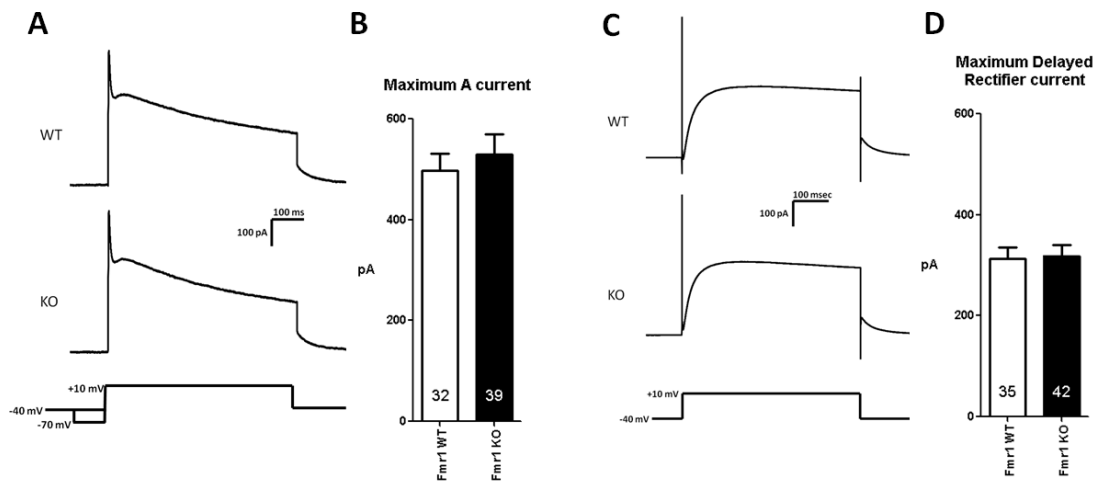 A
WT
100 ms
100 pA
KO
+10 mV
-40 mV
-70 mV
B
Maximum A current
600
400
pA
200
0
32
39
Fmr1 WT
Fmr1 KO
C
WT
100 msec
100 pA
KO
+10 mV
-40 mV
D
Maximum Delayed
Rectifier current
600
400
pA
200
0
35
42
Fmr1 WT
Fmr1 KO